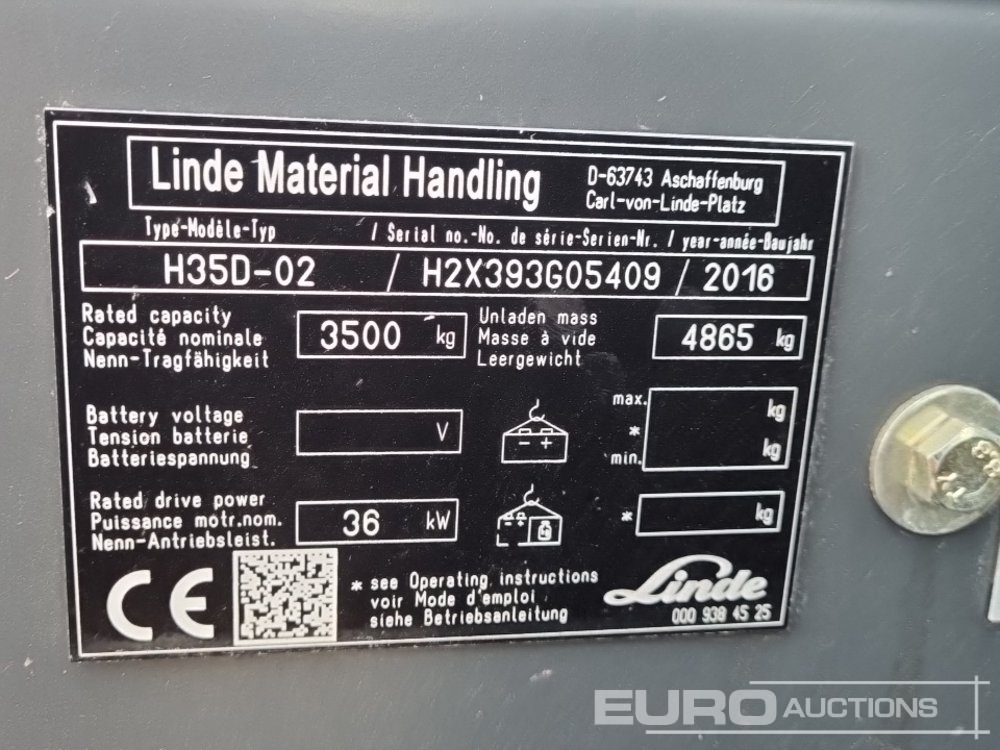 Linde Material Handling
D-63743 Aschaffenburg
Carl-von-Linde-Platz
Type-Modèle-Typ / Serial no.-No. de série-Serien-Nr. / year-année-Baujahr
H35D-02 / H2X393G05409 / 2016
Rated capacity
Capacité nominale
Nenn-Tragfähigkeit
3500 kg
Unladen mass
Masse à vide
Leergewicht
4865 kg
Battery voltage
Tension batterie
Batteriespannung
V
- +
max. kg
*
min. kg
Rated drive power
Puissance motr.nom.
Nenn-Antriebsleist.
36 kW
- +
* kg
CE
* see Operating instructions
voir Mode d'emploi
siehe Betriebsanleitung
Linde
000 938 45 25
EURO AUCTIONS